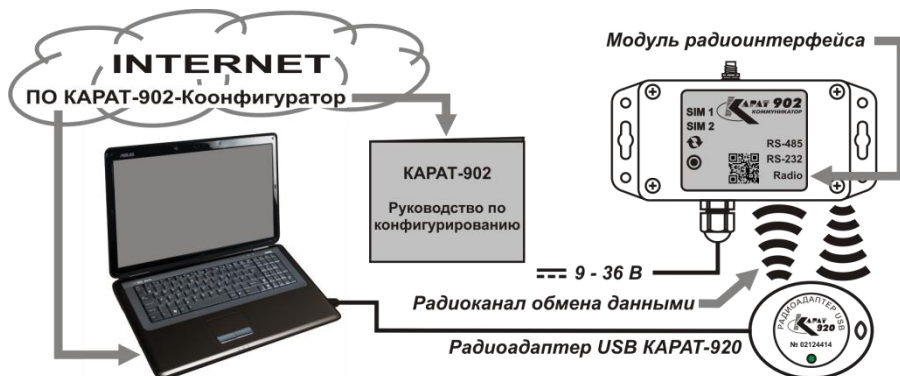 INTERNET
ПО КАРАТ-902-Коонфигуратор
Модуль радиоинтерфейса
SIM 1
SIM 2
КАРАТ 902
КОММУНИКАТОР
RS-485
RS-232
Radio
КАРАТ-902
Руководство по
конфигурированию
ASUS
9 - 36 В
Радиоканал обмена данными
Радиоадаптер USB КАРАТ-920
РАДИОАДАПТЕР USB
КАРАТ
920
№ 02124414